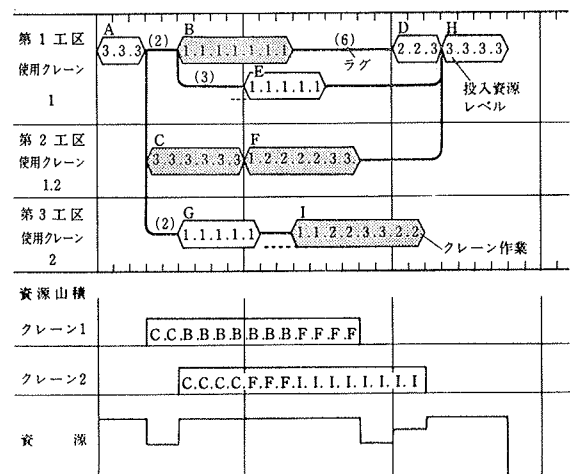 第1工区
使用クレーン
1
A
3.3.3
(2)
B
1.1.1.1.1.1.1
(6)
ラグ
D
2.2.3
H
3.3.3.3
(3)
E
1.1.1.1.1
投入資源
レベル
第2工区
使用クレーン
1.2
C
3.3.3.3.3.3
F
1.2.2.2.2.3.3.
第3工区
使用クレーン
2
(2)
G
1.1.1.1.1
I
1.1.2.2.3.3.2.2
クレーン作業
資源山積
クレーン1
C.C.B.B.B.B.B.B.B.F.F.F.F
クレーン2
C.C.C.C.F.F.F.I.I.I.I.I.I.I.I
資 源